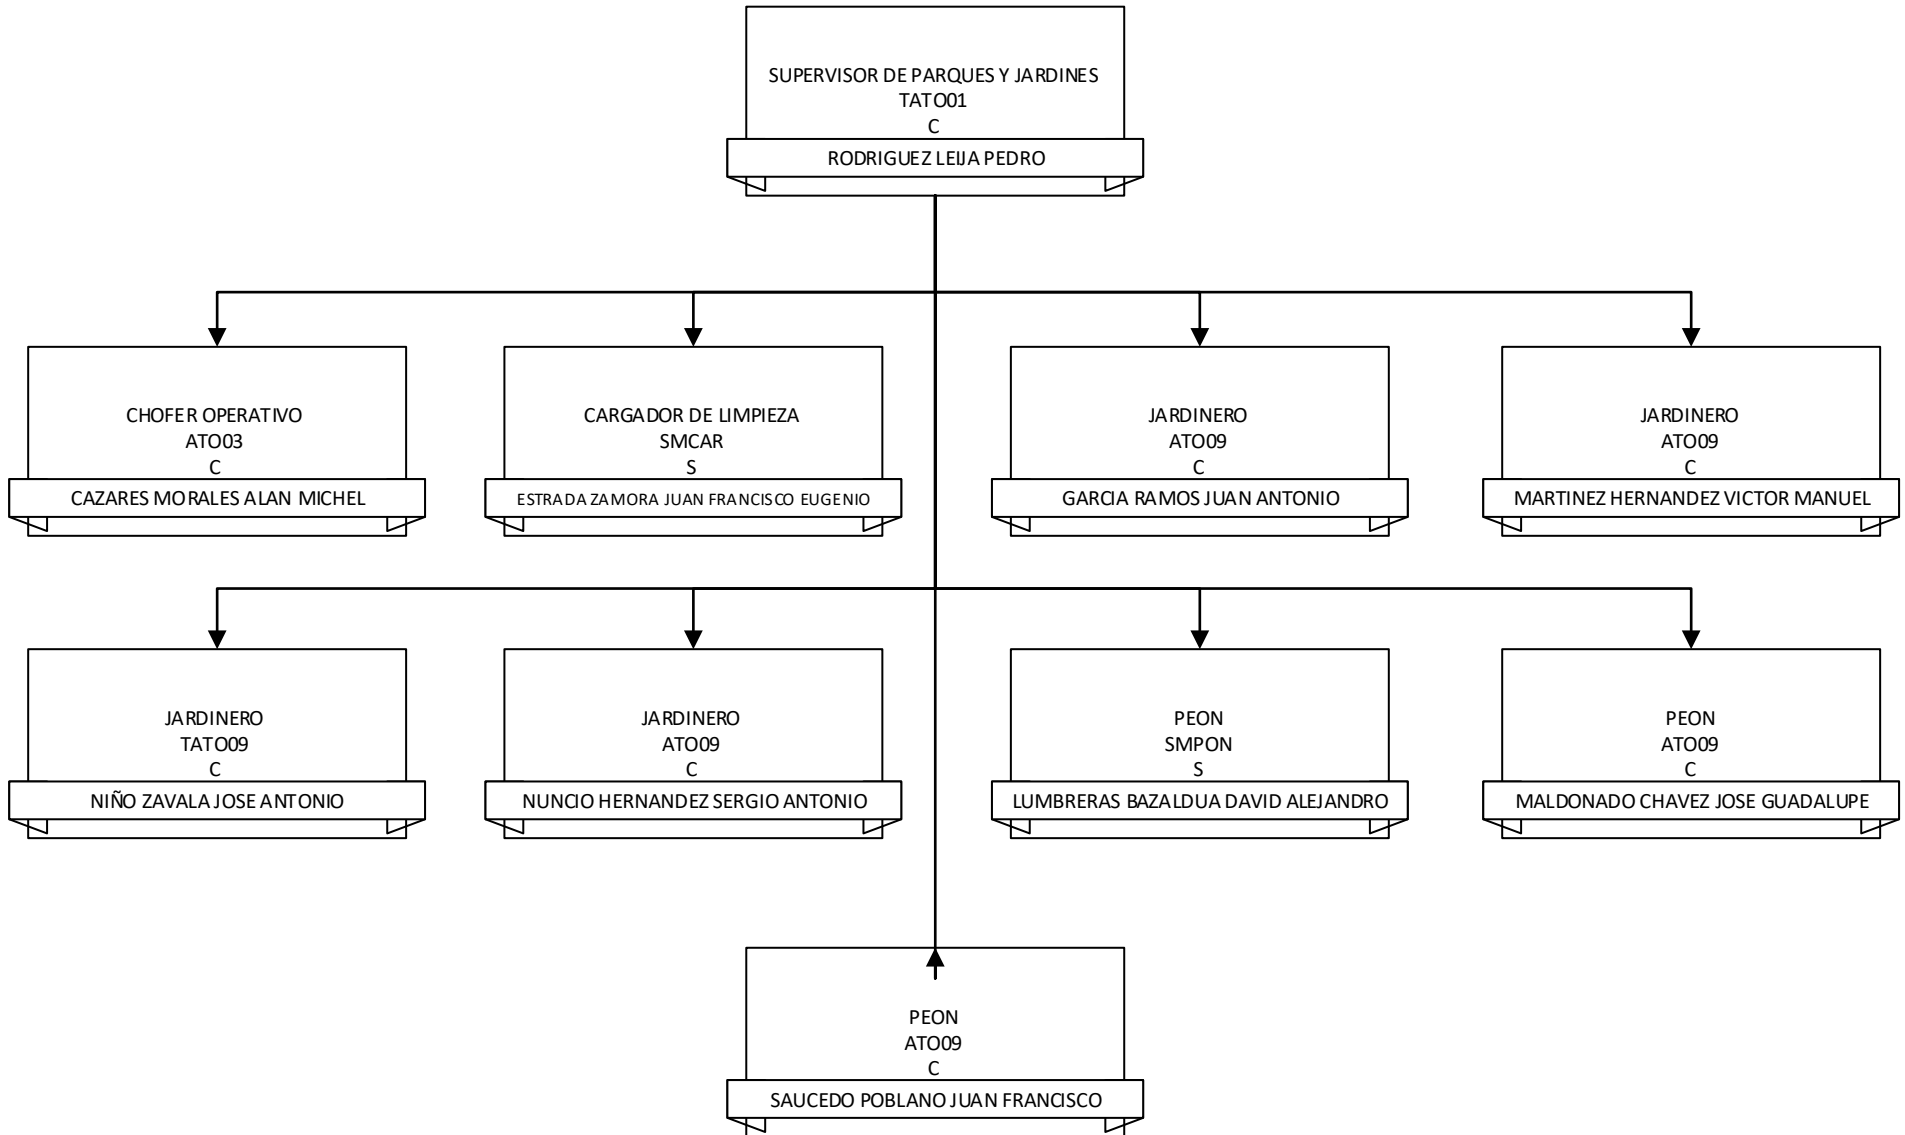 SUPERVISOR DE PARQUES Y JARDINES
TATO01
C
RODRIGUEZ LEIJA PEDRO
CHOFER OPERATIVO
ATO03
C
CAZARES MORALES ALAN MICHEL
CARGADOR DE LIMPIEZA
SMCAR
S
ESTRADA ZAMORA JUAN FRANCISCO EUGENIO
JARDINERO
ATO09
C
GARCIA RAMOS JUAN ANTONIO
JARDINERO
ATO09
C
MARTINEZ HERNANDEZ VICTOR MANUEL
JARDINERO
TATO09
C
NIÑO ZAVALA JOSE ANTONIO
JARDINERO
ATO09
C
NUNCIO HERNANDEZ SERGIO ANTONIO
PEON
SMPON
S
LUMBRERAS BAZALDUA DAVID ALEJANDRO
PEON
ATO09
C
MALDONADO CHAVEZ JOSE GUADALUPE
PEON
ATO09
C
SAUCEDO POBLANO JUAN FRANCISCO